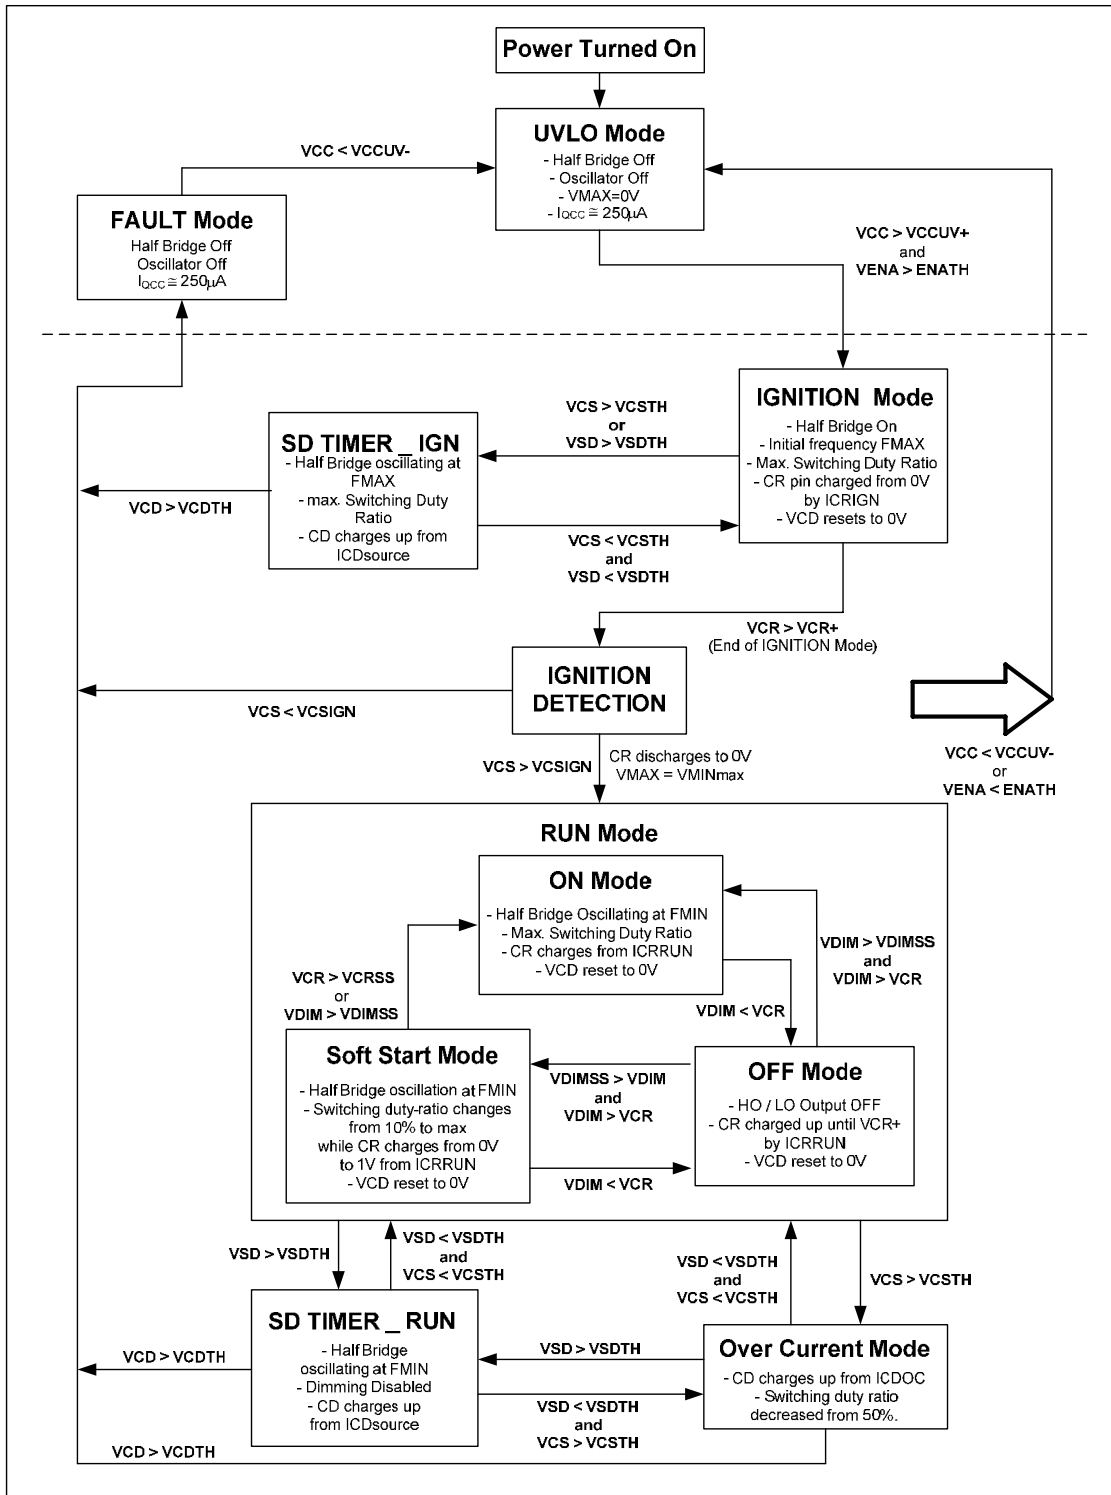 Power Turned On
UVLO Mode
- Half Bridge Off
- Oscillator Off
- VMAX=0V
- IQCC ≅ 250µA
VCC < VCCUV-
FAULT Mode
Half Bridge Off
Oscillator Off
IQCC ≅ 250µA
VCC > VCCUV+
and
VENA > ENATH
IGNITION Mode
- Half Bridge On
- Initial frequency FMAX
- Max. Switching Duty Ratio
- CR pin charged from 0V
by ICRIGN
- VCD resets to 0V
VCS > VCSTH
or
VSD > VSDTH
SD TIMER _ IGN
- Half Bridge oscillating at
FMAX
- max. Switching Duty
Ratio
- CD charges up from
ICDsource
VCD > VCDTH
VCS < VCSTH
and
VSD < VSDTH
VCR > VCR+
(End of IGNITION Mode)
IGNITION
DETECTION
VCS < VCSIGN
VCS > VCSIGN
CR discharges to 0V
VMAX = VMINmax
VCC < VCCUV-
or
VENA < ENATH
RUN Mode
ON Mode
- Half Bridge Oscillating at FMIN
- Max. Switching Duty Ratio
- CR charges from ICRRUN
- VCD reset to 0V
VCR > VCRSS
or
VDIM > VDIMSS
VDIM > VDIMSS
and
VDIM > VCR
VDIM < VCR
Soft Start Mode
- Half Bridge oscillation at FMIN
- Switching duty-ratio changes
from 10% to max
while CR charges from 0V
to 1V from ICRRUN
- VCD reset to 0V
VDIMSS > VDIM
and
VDIM > VCR
VDIM < VCR
OFF Mode
- HO / LO Output OFF
- CR charged up until VCR+
by ICRRUN
- VCD reset to 0V
VSD > VSDTH
VSD < VSDTH
and
VCS < VCSTH
VSD < VSDTH
and
VCS < VCSTH
VCS > VCSTH
SD TIMER _ RUN
- Half Bridge
oscillating at FMIN
- Dimming Disabled
- CD charges up
from ICDsource
VCD > VCDTH
VSD > VSDTH
VSD < VSDTH
and
VCS > VCSTH
Over Current Mode
- CD charges up from ICDOC
- Switching duty ratio
decreased from 50%.
VCD > VCDTH